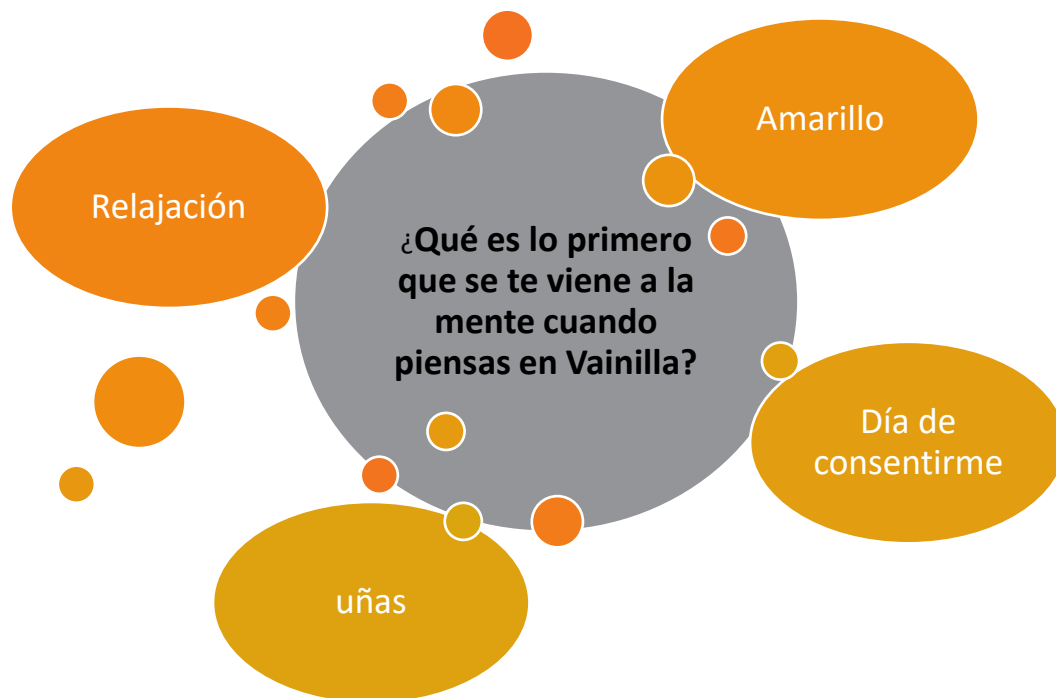 Amarillo
Relajación
¿Qué es lo primero
que se te viene a la
mente cuando
piensas en Vainilla?
Día de
consentirme
uñas